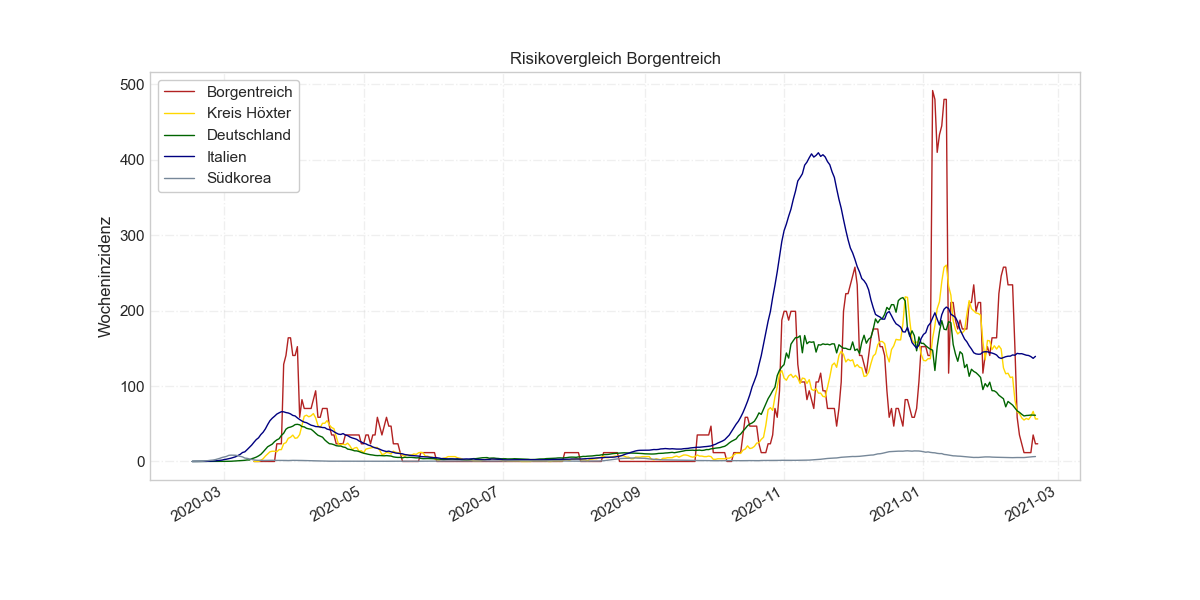 Risikovergleich Borgentreich
Wocheninzidenz
500
400
300
200
100
0
Borgentreich
Kreis Höxter
Deutschland
Italien
Südkorea
2020-03
2020-05
2020-07
2020-09
2020-11
2021-01
2021-03